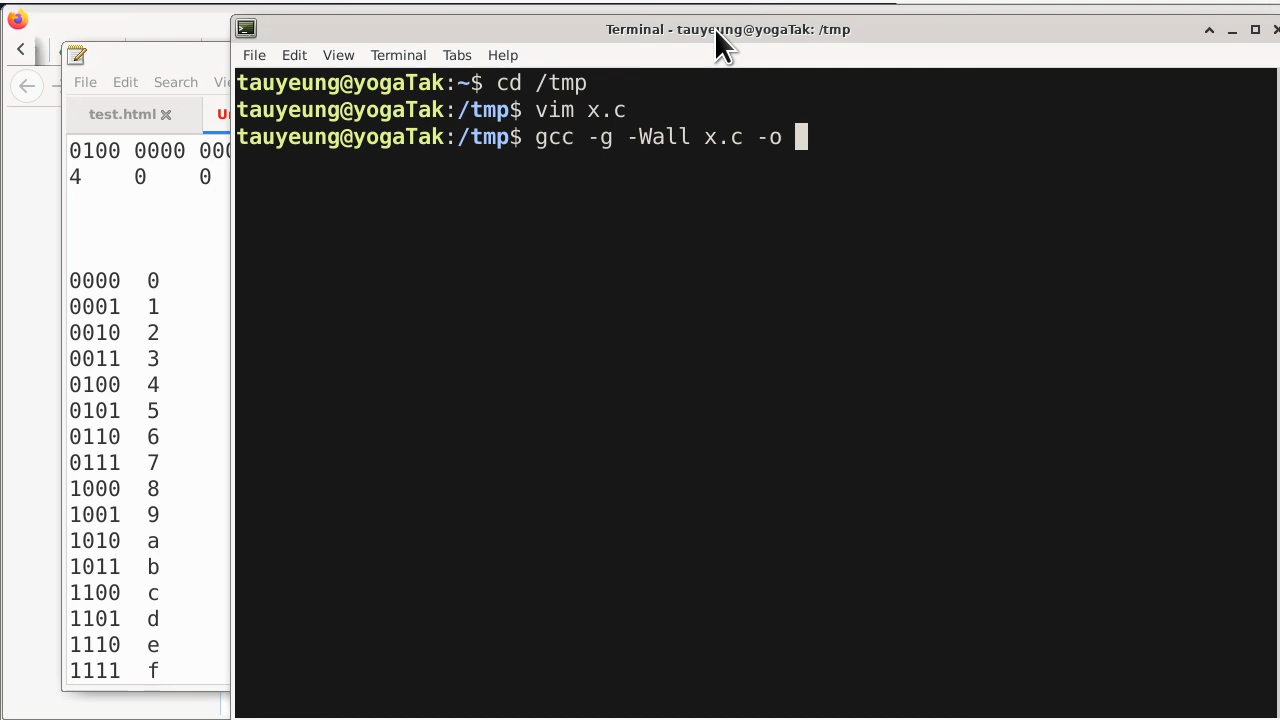 Terminal - tauyeung@yogaTak: /tmp
File Edit View Terminal Tabs Help
tauyeung@yogaTak:~$ cd /tmp
tauyeung@yogaTak:/tmp$ vim x.c
tauyeung@yogaTak:/tmp$ gcc -g -Wall x.c -o
File Edit Search
test.html
0100 0000
4 0 0
0000 0
0001 1
0010 2
0011 3
0100 4
0101 5
0110 6
0111 7
1000 8
1001 9
1010 a
1011 b
1100 c
1101 d
1110 e
1111 f